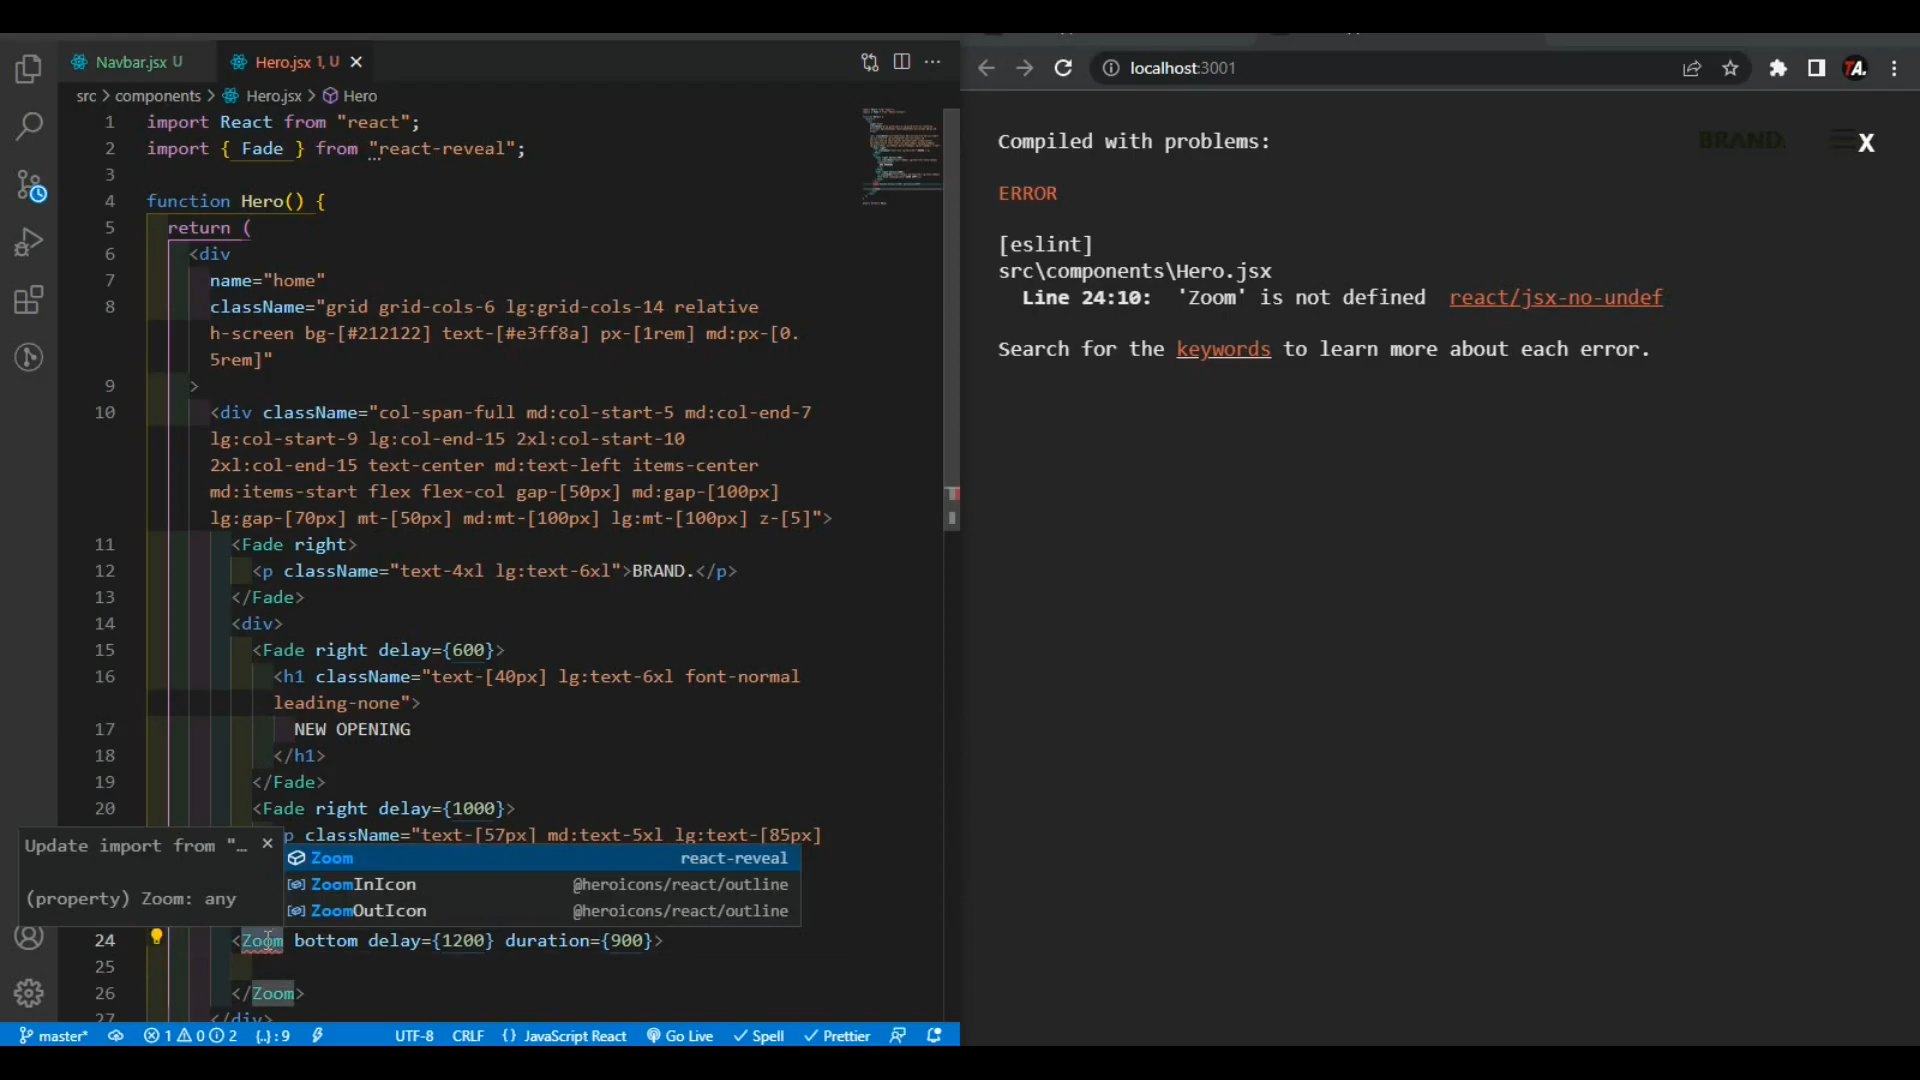 Navbar.jsx U
Hero.jsx 1, U
src > components > Hero.jsx > Hero
1 import React from "react";
2 import { Fade } from "react-reveal";
3
4 function Hero() {
5 return (
6 <div
7 name="home"
8 className="grid grid-cols-6 lg:grid-cols-14 relative
h-screen bg-[#212122] text-[#e3ff8a] px-[1rem] md:px-[0.
5rem]"
9 >
10 <div className="col-span-full md:col-start-5 md:col-end-7
lg:col-start-9 lg:col-end-15 2xl:col-start-10
2xl:col-end-15 text-center md:text-left items-center
md:items-start flex flex-col gap-[50px] md:gap-[100px]
lg:gap-[70px] mt-[50px] md:mt-[100px] lg:mt-[100px] z-[5]">
11 <Fade right>
12 <p className="text-4xl lg:text-6xl">BRAND.</p>
13 </Fade>
14 <div>
15 <Fade right delay={600}>
16 <h1 className="text-[40px] lg:text-6xl font-normal
leading-none">
17 NEW OPENING
18 </h1>
19 </Fade>
20 <Fade right delay={1000}>
p className="text-[57px] md:text-5xl lg:text-[85px]
Update import from "…
(property) Zoom: any
Zoom react-reveal
ZoomInIcon @heroicons/react/outline
ZoomOutIcon @heroicons/react/outline
24 <Zoom bottom delay={1200} duration={900}>
25
26 </Zoom>
27 </div>
master* 1 0 2 {..} : 9 UTF-8 CRLF {} JavaScript React Go Live Spell Prettier
localhost:3001
TA.
Compiled with problems:
BRAND.
X
ERROR
[eslint]
src\components\Hero.jsx
Line 24:10: 'Zoom' is not defined react/jsx-no-undef
Search for the keywords to learn more about each error.